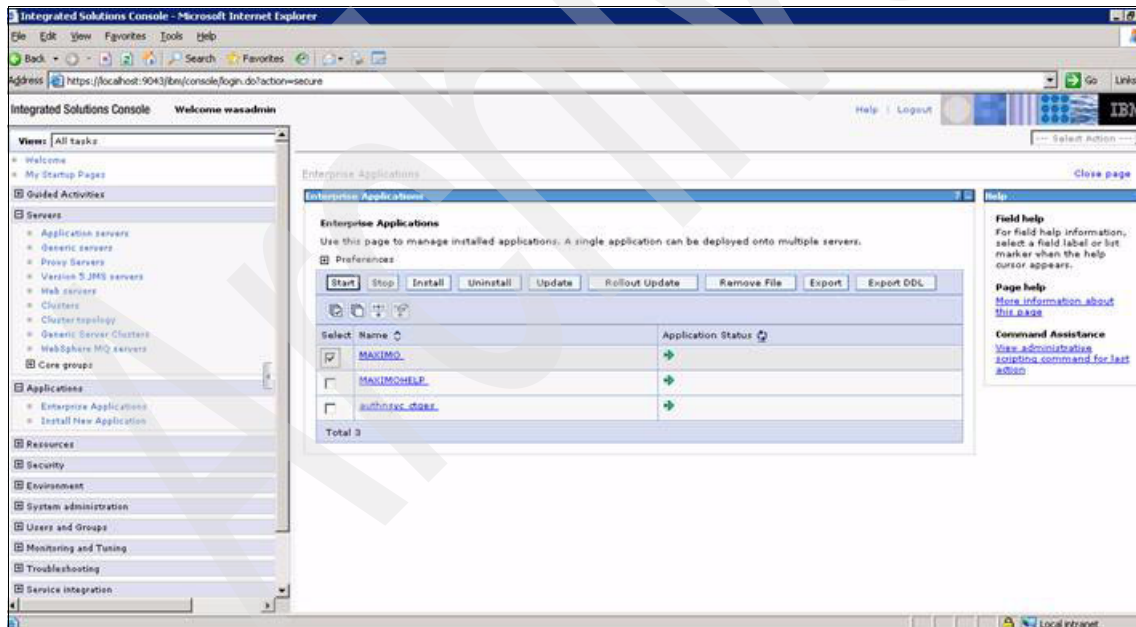 Integrated Solutions Console - Microsoft Internet Explorer
File Edit View Favorites Tools Help
Back Search Favorites
Address https://localhost:9043/ibm/console/login.do?action=secure Go Links
Integrated Solutions Console Welcome wasadmin Help Logout IBM
View: All tasks
--- Select Action ---
Welcome
My Startup Pages
Guided Activities
Servers
Application servers
Generic servers
Proxy Servers
Version 5 JMS servers
Web servers
Clusters
Cluster topology
Generic Server Clusters
WebSphere MQ servers
Core groups
Applications
Enterprise Applications
Install New Application
Resources
Security
Environment
System administration
Users and Groups
Monitoring and Tuning
Troubleshooting
Service integration
Enterprise Applications Close page
Enterprise Applications ?
Enterprise Applications
Use this page to manage installed applications. A single application can be deployed onto multiple servers.
Preferences
Start Stop Install Uninstall Update Rollout Update Remove File Export Export DDL
Select Name Application Status
MAXIMO
MAXIMOHELP
authnsvc_ctges
Total 3
Help
Field help
For field help information,
select a field label or list
marker when the help
cursor appears.
Page help
More information about
this page
Command Assistance
View administrative
scripting command for last
action
Local intranet